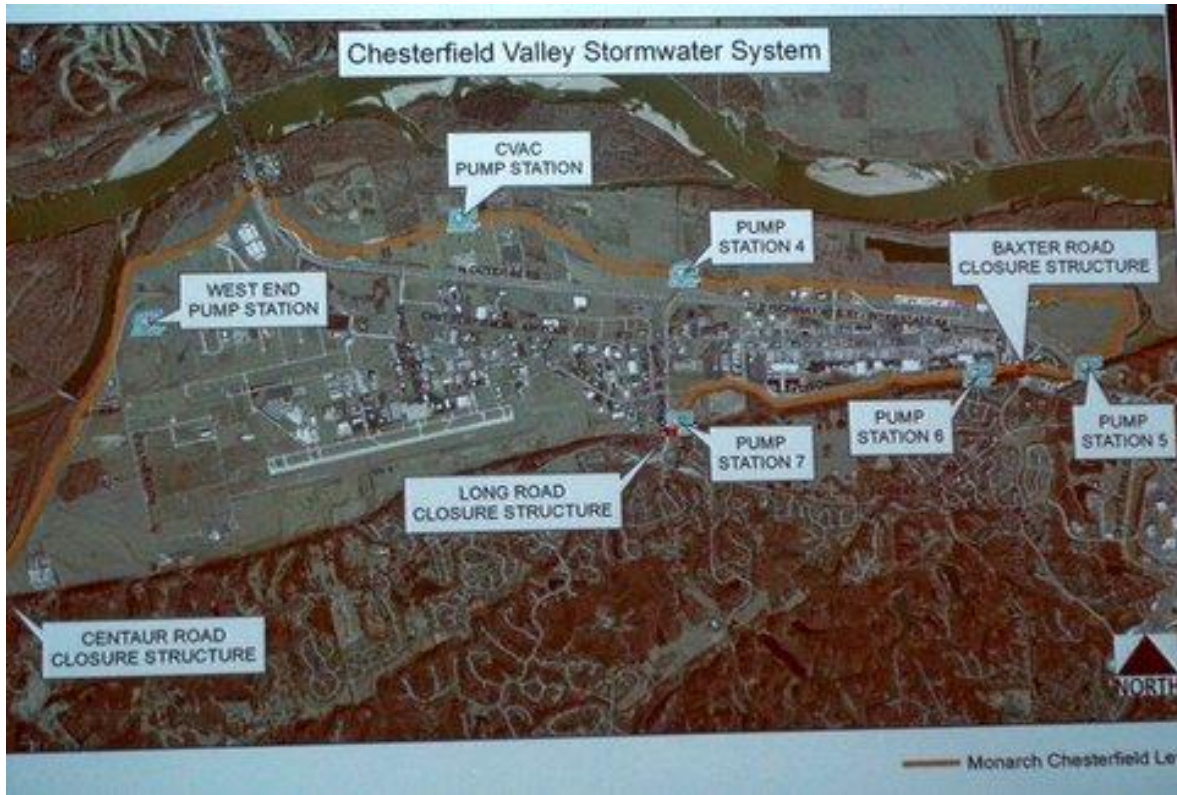 Chesterfield Valley Stormwater System
CVAC
PUMP STATION
PUMP
STATION 4
BAXTER ROAD
CLOSURE STRUCTURE
WEST END
PUMP STATION
PUMP
STATION 6
PUMP
STATION 5
PUMP
STATION 7
LONG ROAD
CLOSURE STRUCTURE
CENTAUR ROAD
CLOSURE STRUCTURE
NORTH
Monarch Chesterfield Le